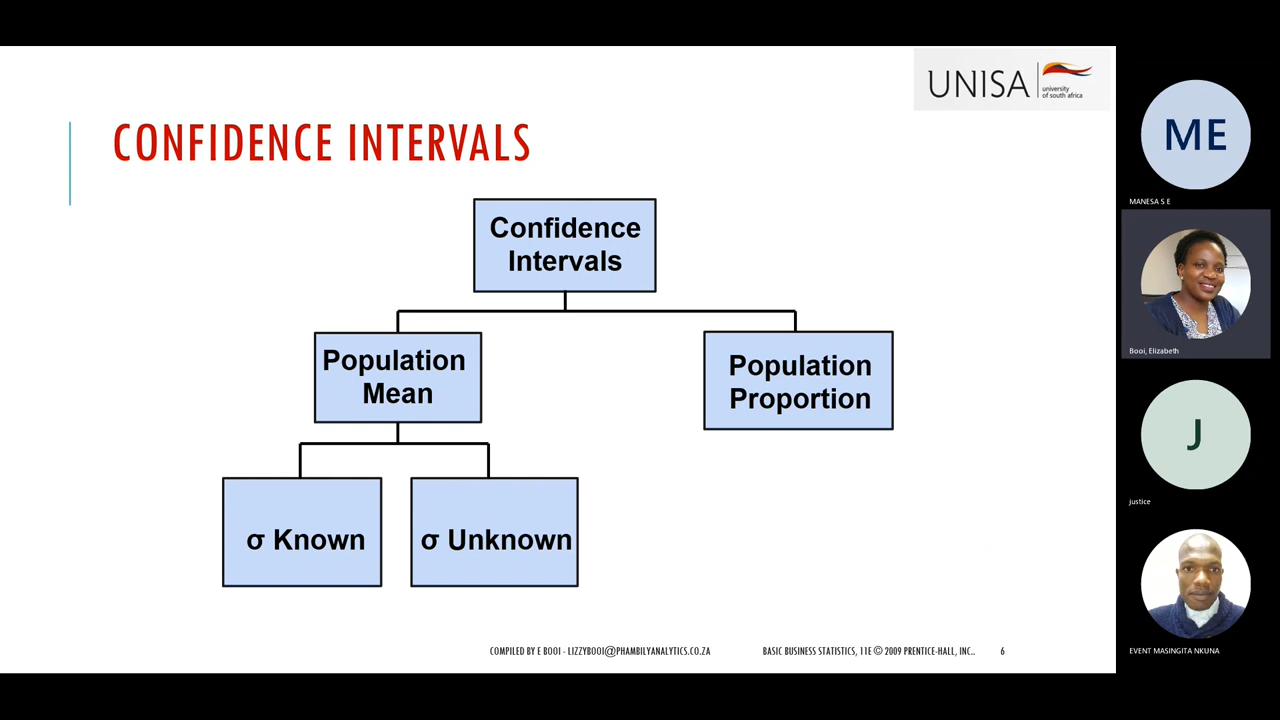 UNISA
university
of south africa
CONFIDENCE INTERVALS
Confidence
Intervals
Population
Mean
Population
Proportion
σ Known
σ Unknown
COMPILED BY E BOOI - LIZZYBOOI@PHAMBILYANALYTICS.CO.ZA
BASIC BUSINESS STATISTICS, 11E © 2009 PRENTICE-HALL, INC..
6
ME
MANESA S E
Booi, Elizabeth
J
justice
EVENT MASINGITA NKUNA